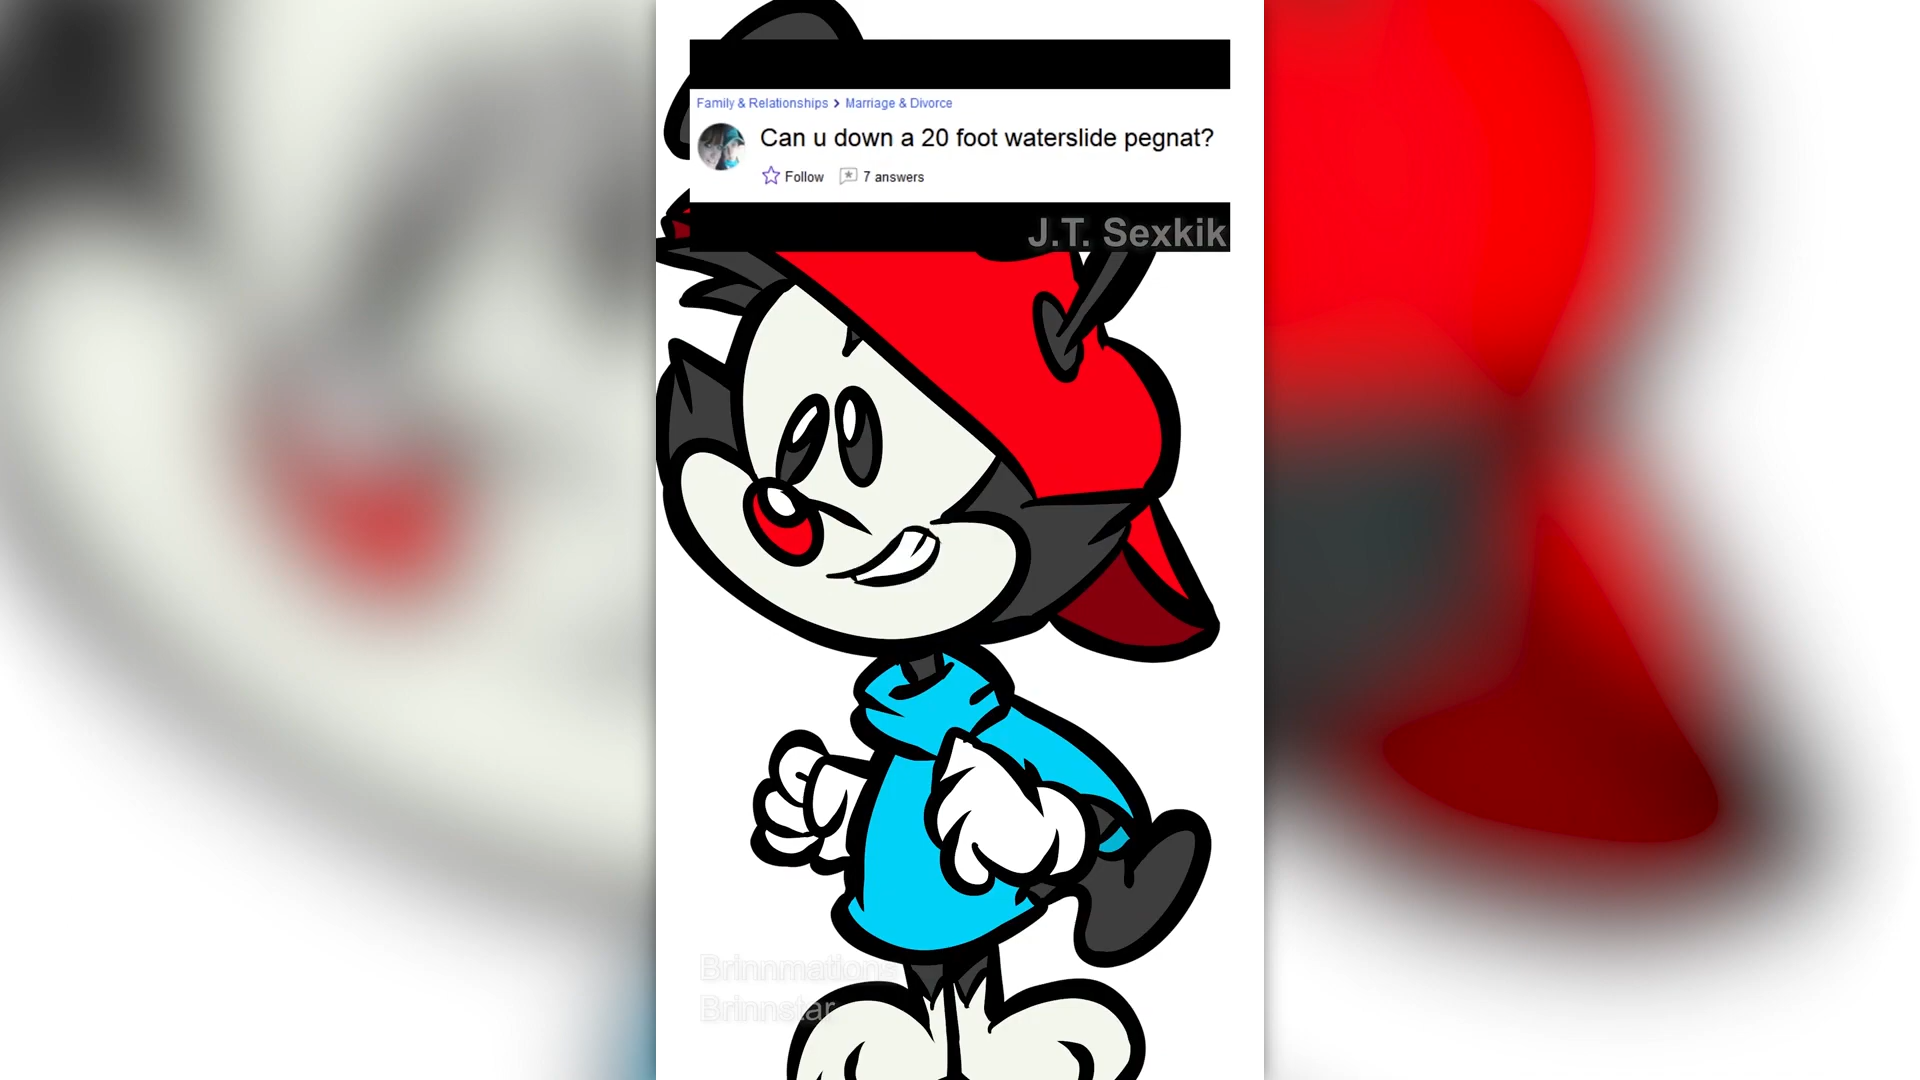 Family & Relationships > Marriage & Divorce
Can u down a 20 foot waterslide pegnat?
Follow 7 answers
J.T. Sexkik
Brinnmations
Brinnstar